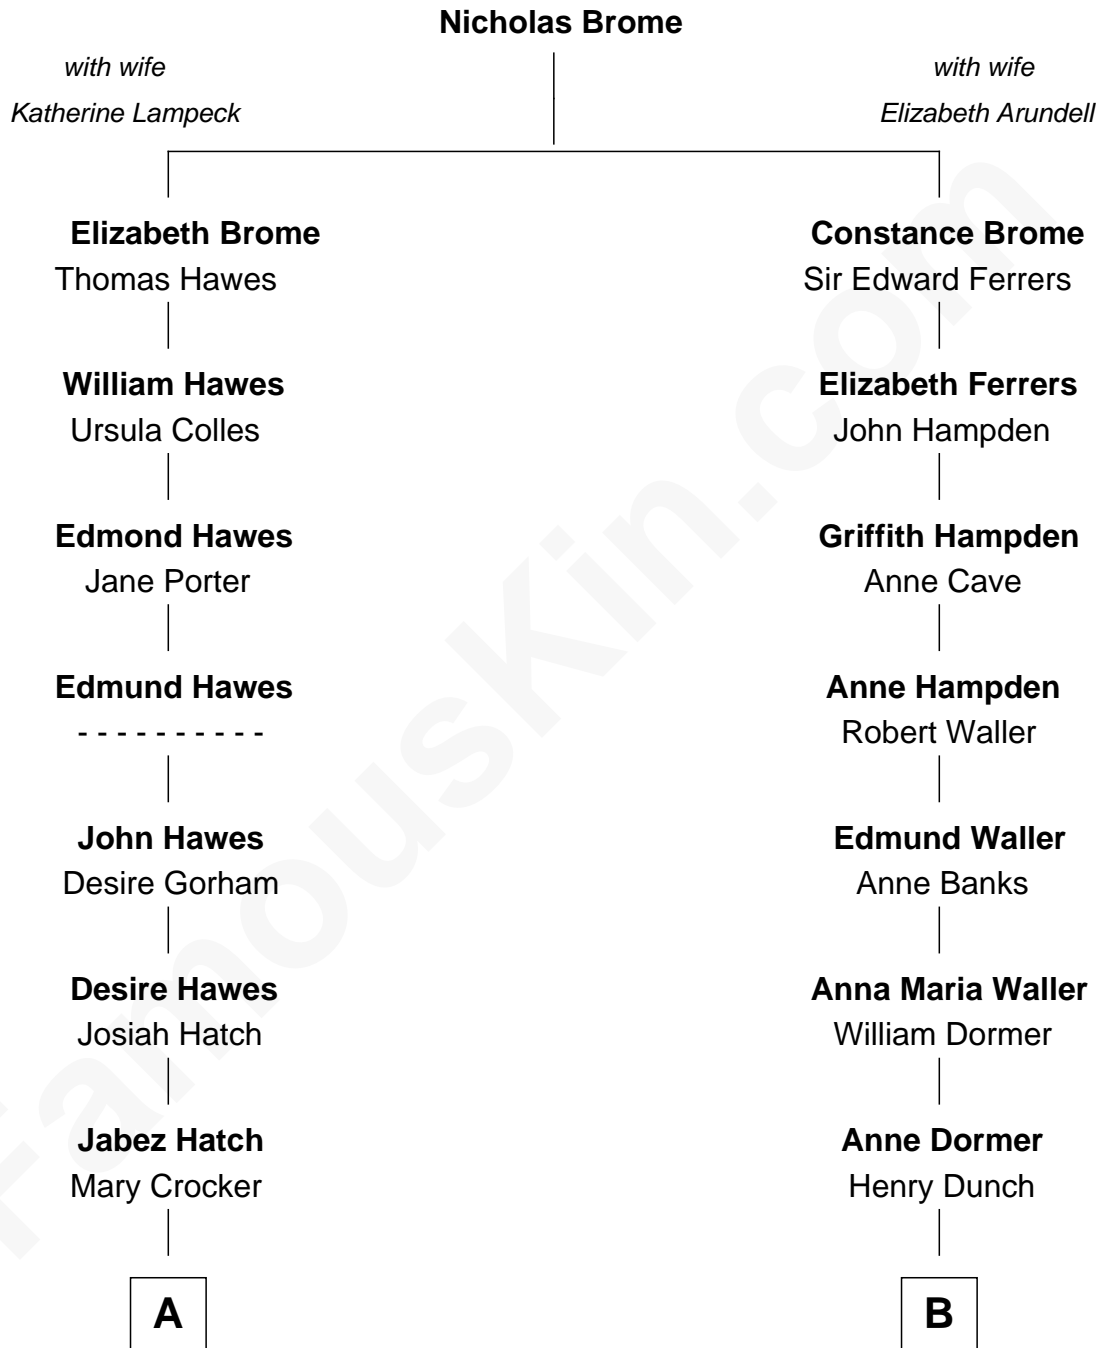 Nicholas Brome
with wife
Katherine Lampeck
with wife
Elizabeth Arundell
Elizabeth Brome
Thomas Hawes
Constance Brome
Sir Edward Ferrers
William Hawes
Ursula Colles
Elizabeth Ferrers
John Hampden
Edmond Hawes
Jane Porter
Griffith Hampden
Anne Cave
Edmund Hawes
- - - - - - - - - -
Anne Hampden
Robert Waller
John Hawes
Desire Gorham
Edmund Waller
Anne Banks
Desire Hawes
Josiah Hatch
Anna Maria Waller
William Dormer
Jabez Hatch
Mary Crocker
Anne Dormer
Henry Dunch
A
B
FamousKin.com